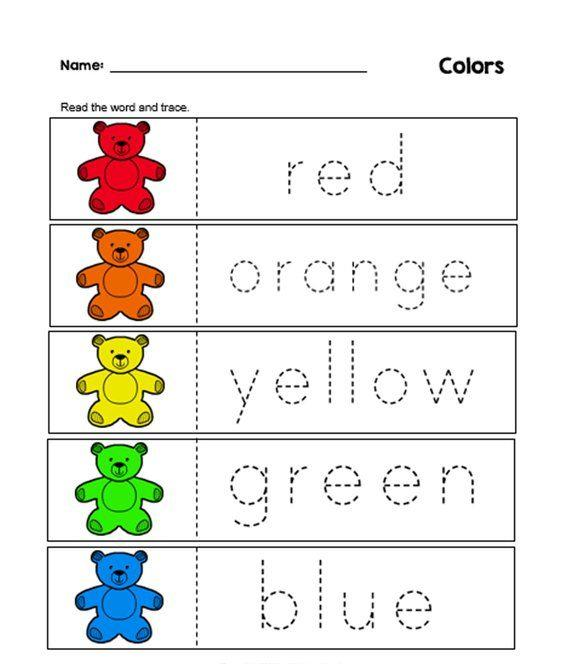 Name:
Colors
Read the word and trace.
red
orange
yellow
green
blue